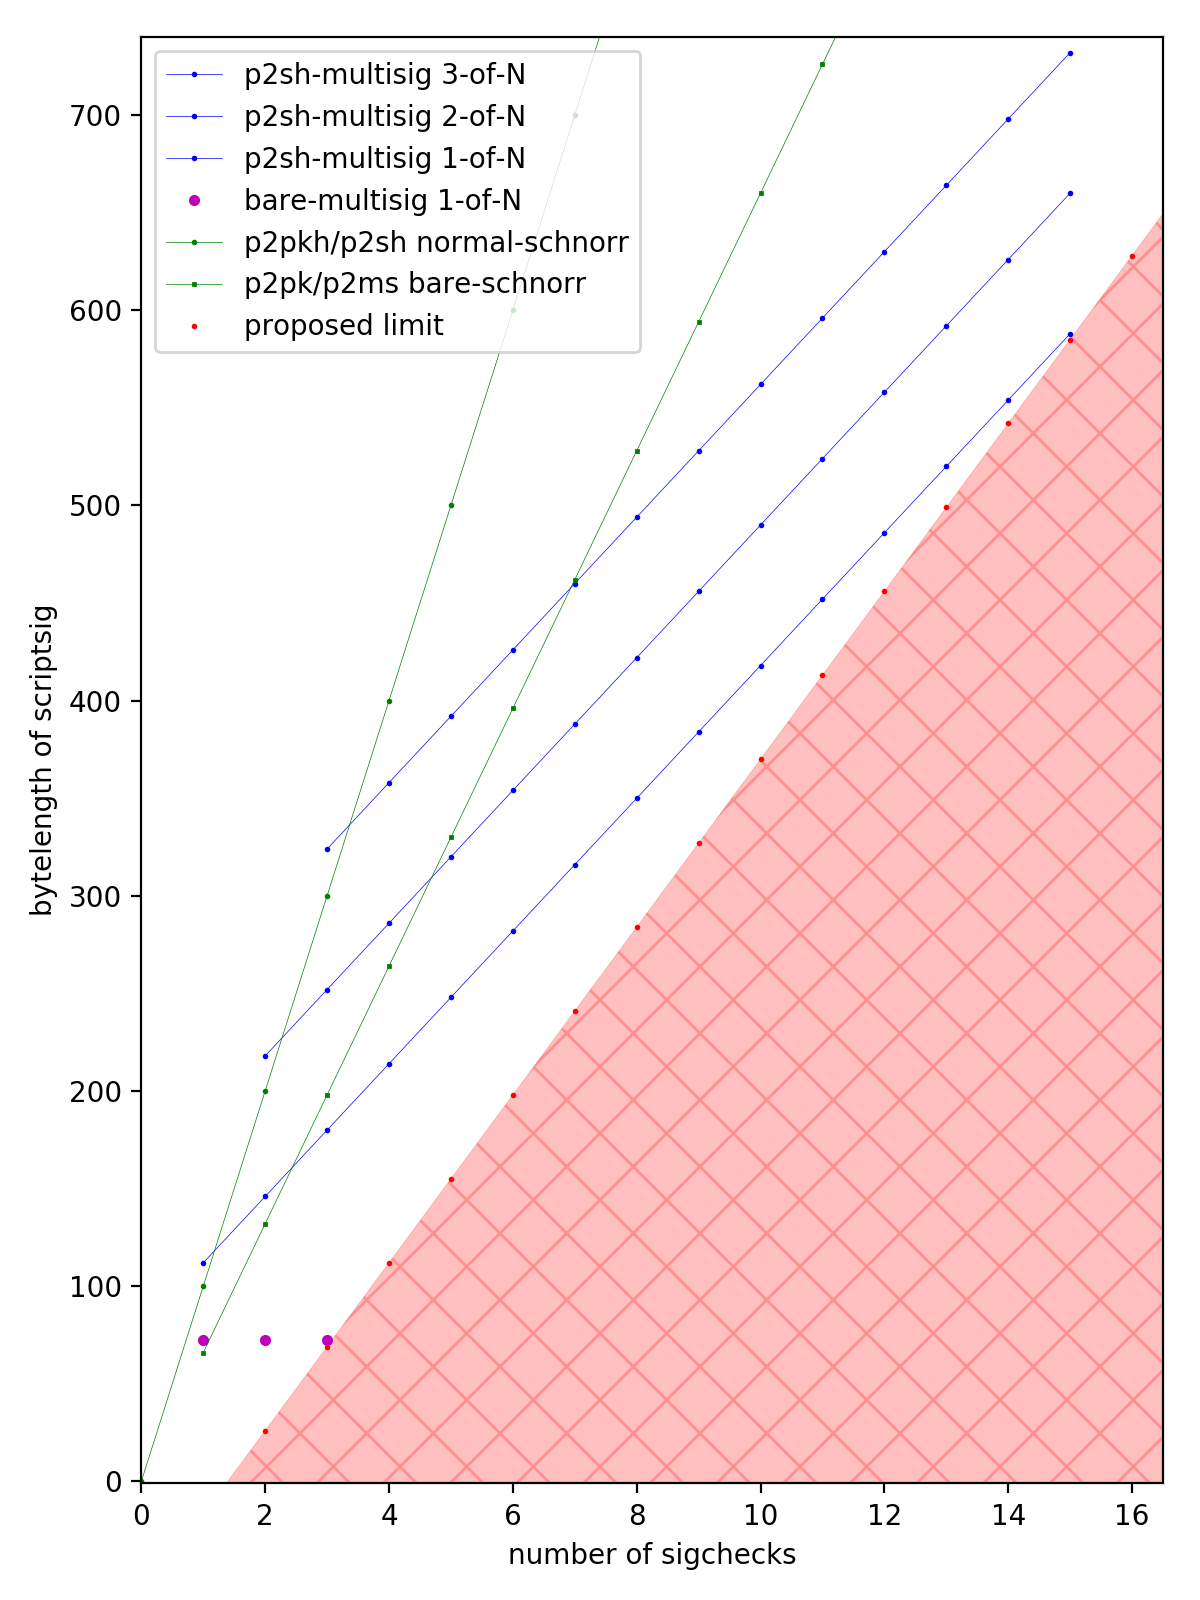 p2sh-multisig 3-of-N
p2sh-multisig 2-of-N
p2sh-multisig 1-of-N
bare-multisig 1-of-N
p2pkh/p2sh normal-schnorr
p2pk/p2ms bare-schnorr
proposed limit
700
600
500
400
300
200
100
0
bytelength of scriptsig
0 2 4 6 8 10 12 14 16
number of sigchecks